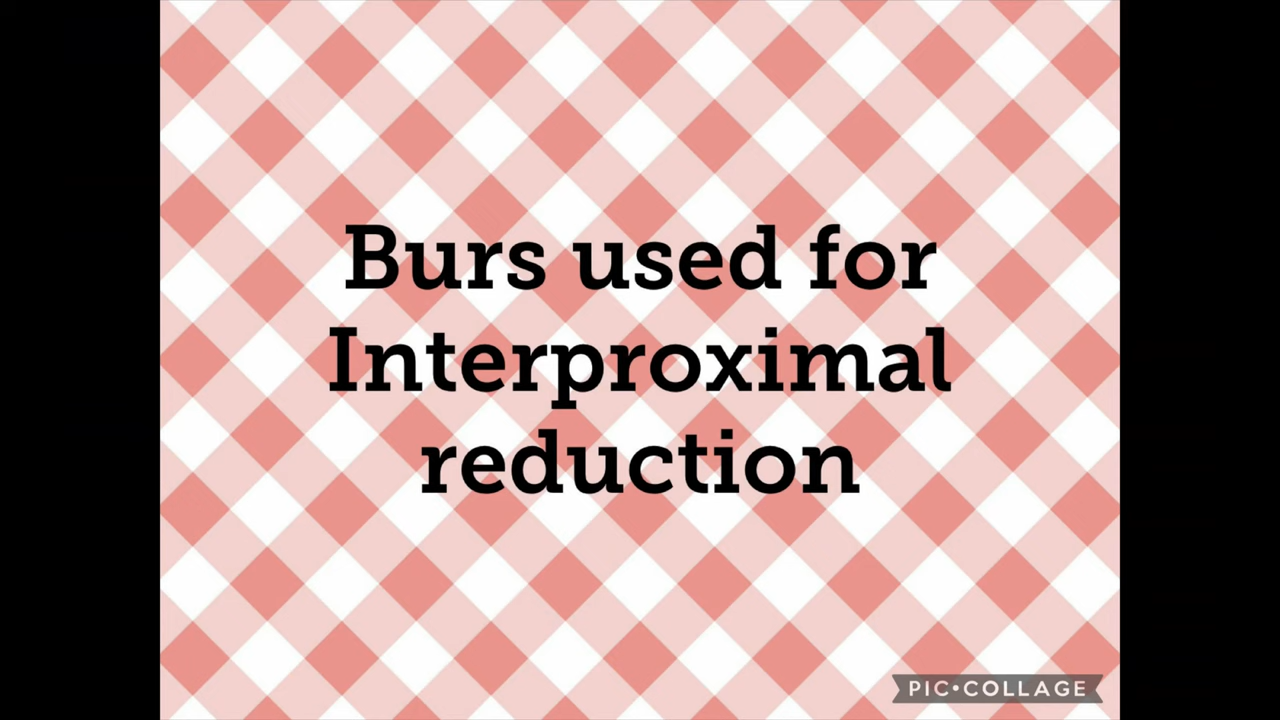 Burs used for
Interproximal
reduction
PIC•COLLAGE